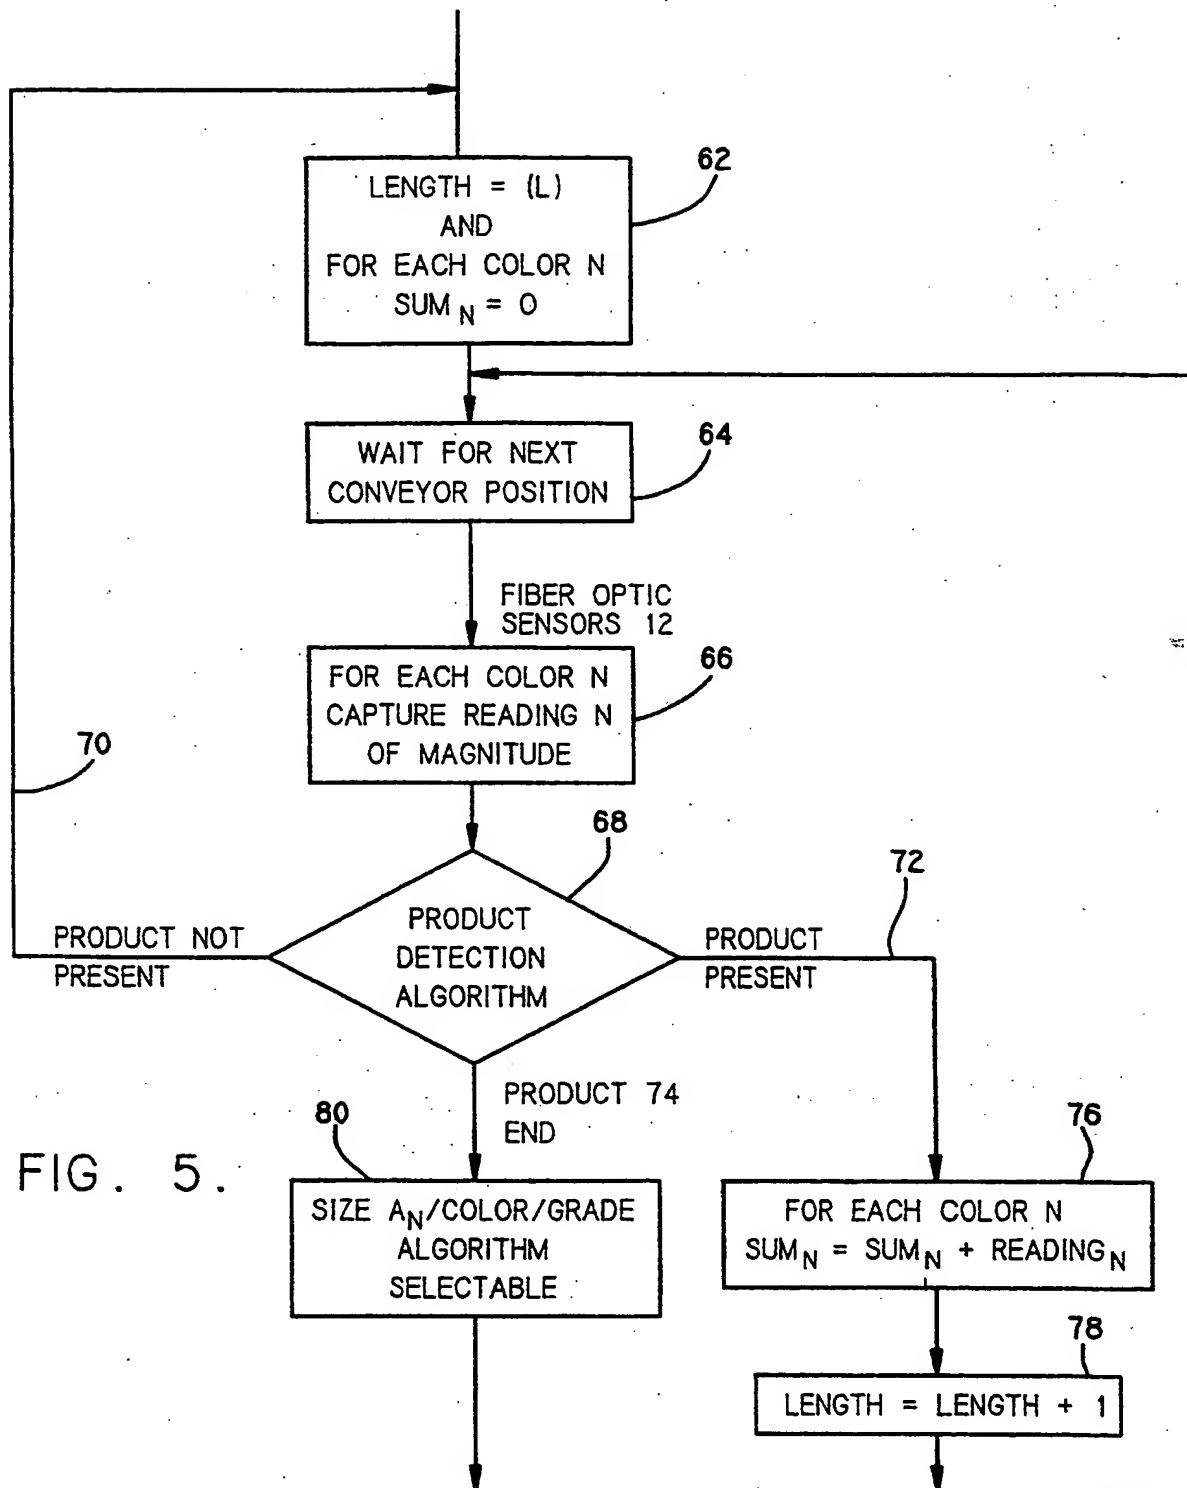 62
LENGTH = (L)
AND
FOR EACH COLOR N
SUM N = 0
64
WAIT FOR NEXT
CONVEYOR POSITION
FIBER OPTIC
SENSORS 12
66
FOR EACH COLOR N
CAPTURE READING N
OF MAGNITUDE
70
68
72
PRODUCT
DETECTION
ALGORITHM
PRODUCT NOT
PRESENT
PRODUCT
PRESENT
PRODUCT 74
END
80
76
FIG. 5.
SIZE AN/COLOR/GRADE
ALGORITHM
SELECTABLE
FOR EACH COLOR N
SUMN = SUMN + READINGN
78
LENGTH = LENGTH + 1